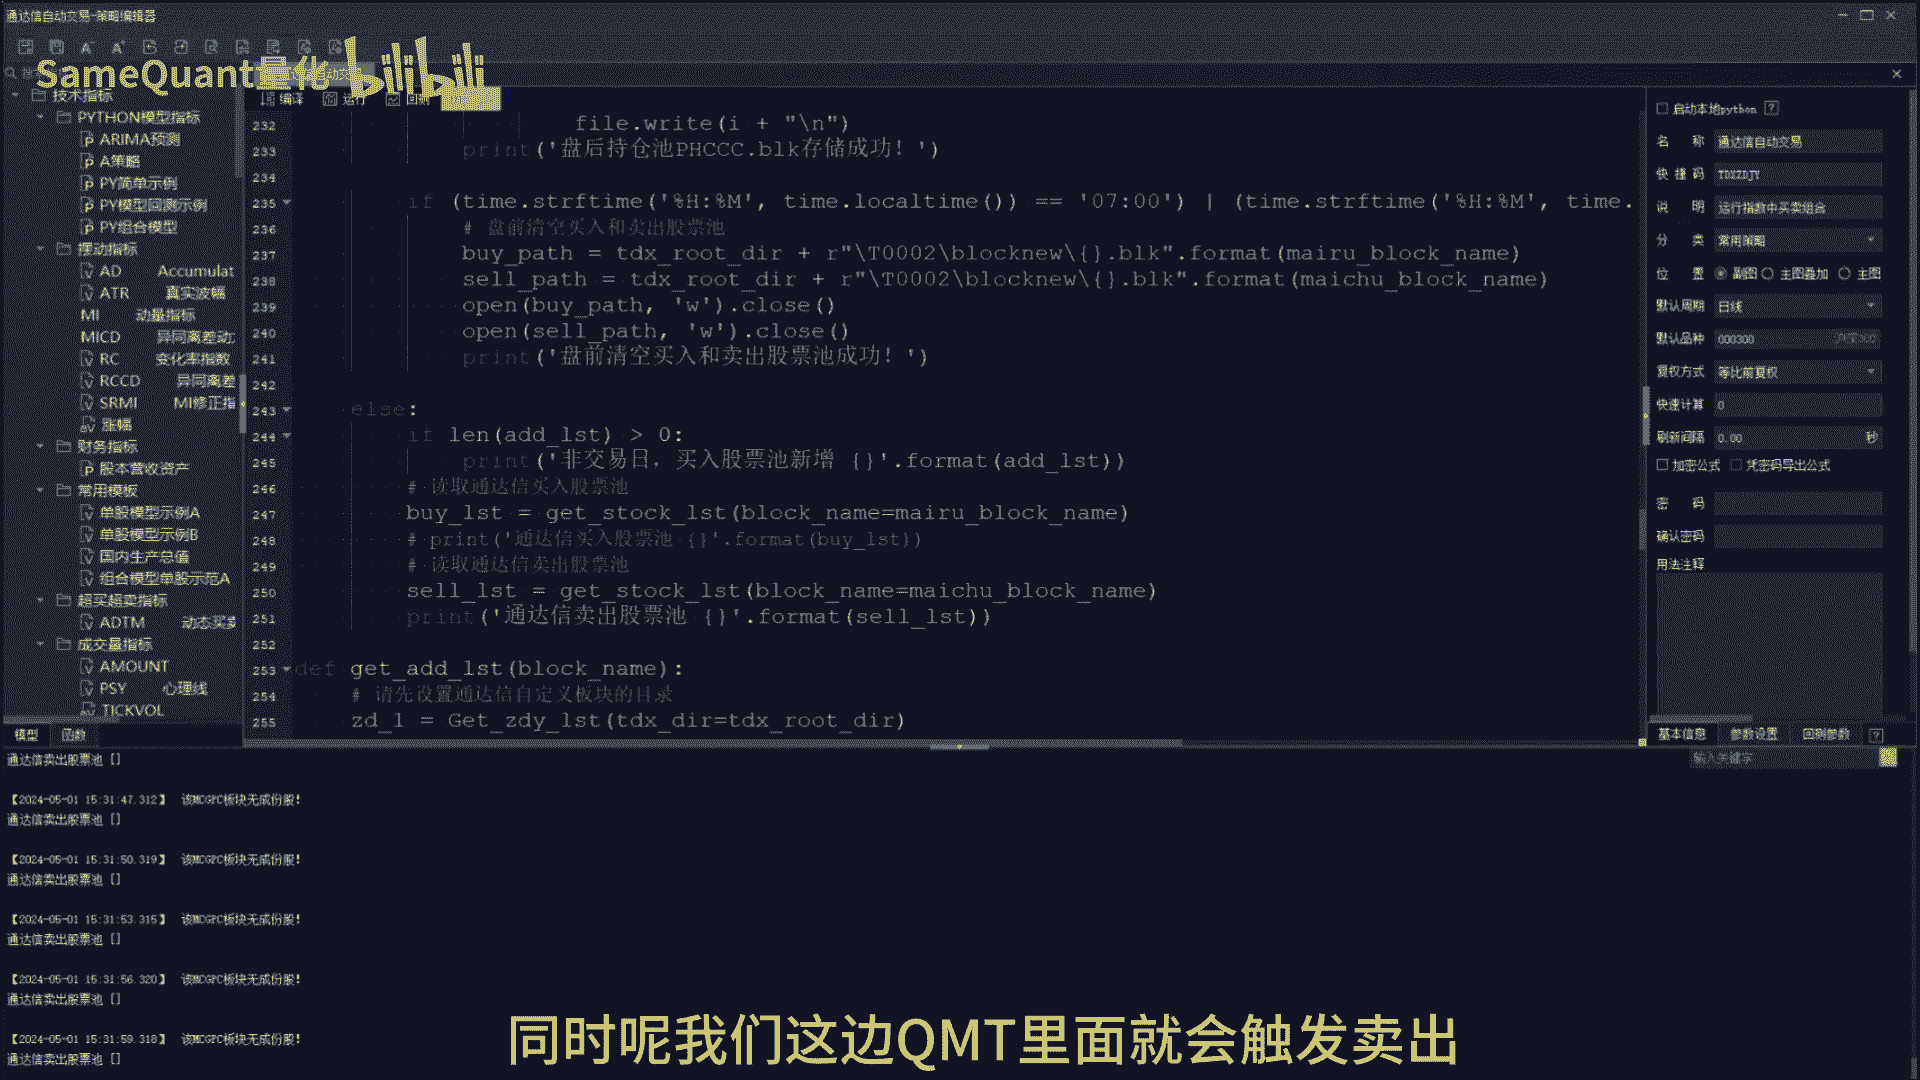 通达信自动交易-策略编辑器
SameQuant量化 bilibili
编译 运行 回测
技术指标
PYTHON模型指标
ARIMA预测
A策略
PY简单示例
PY模型回测示例
PY组合模型
摆动指标
AD Accumulat
ATR 真实波幅
MI 动量指标
MICD 异同离差动
RC 变化率指数
RCCD 异同离差
SRMI MI修正指
涨幅
财务指标
股本营收资产
常用模板
单股模型示例A
单股模型示例B
国内生产总值
组合模型单股示范A
超买超卖指标
ADTM 动态买卖
成交量指标
AMOUNT
PSY 心理线
TICKVOL
模型 函数
232 file.write(i + "\n")
233 print('盘后持仓池PHCCC.blk存储成功！')
234
235 if (time.strftime('%H:%M', time.localtime()) == '07:00') | (time.strftime('%H:%M', time.
236 # 盘前清空买入和卖出股票池
237 buy_path = tdx_root_dir + r"\T0002\blocknew\{}.blk".format(mairu_block_name)
238 sell_path = tdx_root_dir + r"\T0002\blocknew\{}.blk".format(maichu_block_name)
239 open(buy_path, 'w').close()
240 open(sell_path, 'w').close()
241 print('盘前清空买入和卖出股票池成功！')
242
243 else:
244 if len(add_lst) > 0:
245 print('非交易日，买入股票池新增 {}'.format(add_lst))
246 # 读取通达信买入股票池
247 buy_lst = get_stock_lst(block_name=mairu_block_name)
248 # print('通达信买入股票池 {}'.format(buy_lst))
249 # 读取通达信卖出股票池
250 sell_lst = get_stock_lst(block_name=maichu_block_name)
251 print('通达信卖出股票池 {}'.format(sell_lst))
252
253 def get_add_lst(block_name):
254 # 请先设置通达信自定义板块的目录
255 zd_1 = Get_zdy_lst(tdx_dir=tdx_root_dir)
启动本地python ?
名 称 通达信自动交易
快捷码 TDXZDJY
说 明 运行指数中买卖组合
分 类 常用策略
位 置 副图 主图叠加 主图
默认周期 日线
默认品种 000300
复权方式 等比前复权
快速计算 0
刷新间隔 0.00 秒
加密公式 凭密码导出公式
密 码
确认密码
用法注释
基本信息 参数设置 回测参数 ?
输入关键字
通达信卖出股票池 []
【2024-05-01 15:31:47.312】 该MCGPC板块无成份股!
通达信卖出股票池 []
【2024-05-01 15:31:50.319】 该MCGPC板块无成份股!
通达信卖出股票池 []
【2024-05-01 15:31:53.315】 该MCGPC板块无成份股!
通达信卖出股票池 []
【2024-05-01 15:31:56.320】 该MCGPC板块无成份股!
通达信卖出股票池 []
【2024-05-01 15:31:59.318】 该MCGPC板块无成份股!
通达信卖出股票池 []
同时呢我们这边QMT里面就会触发卖出